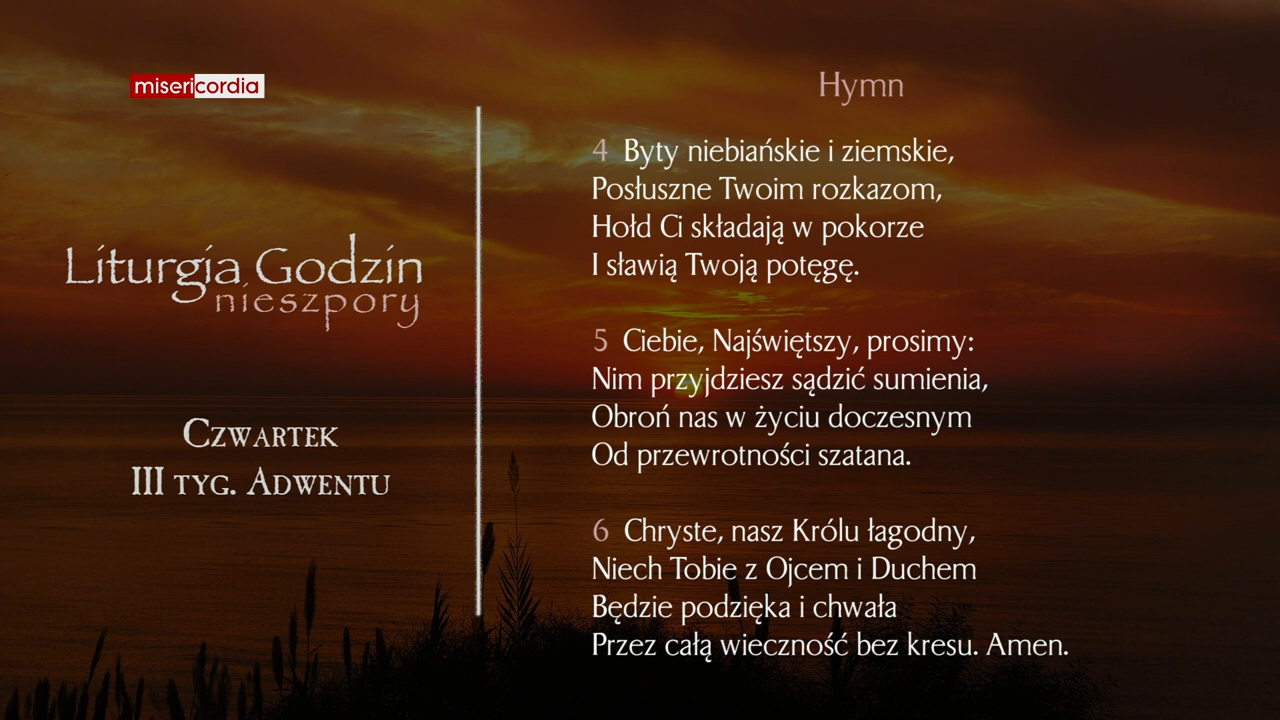 misericordia
Liturgia Godzin
nieszpory
Czwartek
III tyg. Adwentu
Hymn
4 Byty niebiańskie i ziemskie,
Posłuszne Twoim rozkazom,
Hołd Ci składają w pokorze
I sławią Twoją potęgę.
5 Ciebie, Najświętszy, prosimy:
Nim przyjdziesz sądzić sumienia,
Obroń nas w życiu doczesnym
Od przewrotności szatana.
6 Chryste, nasz Królu łagodny,
Niech Tobie z Ojcem i Duchem
Będzie podzięka i chwała
Przez całą wieczność bez kresu. Amen.